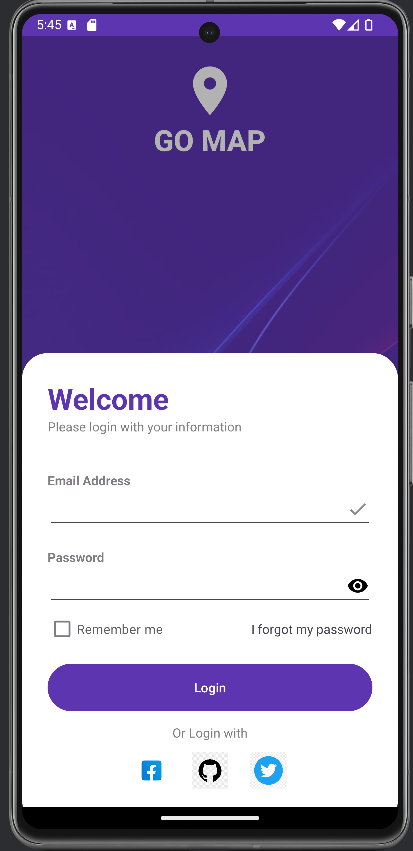 5:45
GO MAP
Welcome
Please login with your information
Email Address
Password
Remember me
I forgot my password
Login
Or Login with